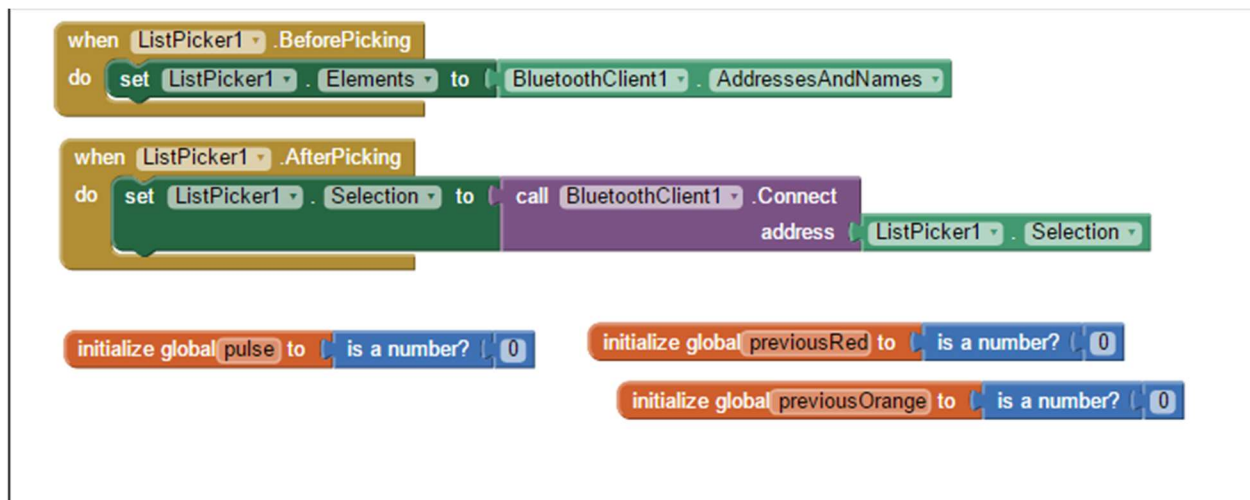 when ListPicker1 .BeforePicking
do set ListPicker1 . Elements to BluetoothClient1 . AddressesAndNames
when ListPicker1 .AfterPicking
do set ListPicker1 . Selection to call BluetoothClient1 .Connect
address ListPicker1 . Selection
initialize global pulse to is a number? 0
initialize global previousRed to is a number? 0
initialize global previousOrange to is a number? 0